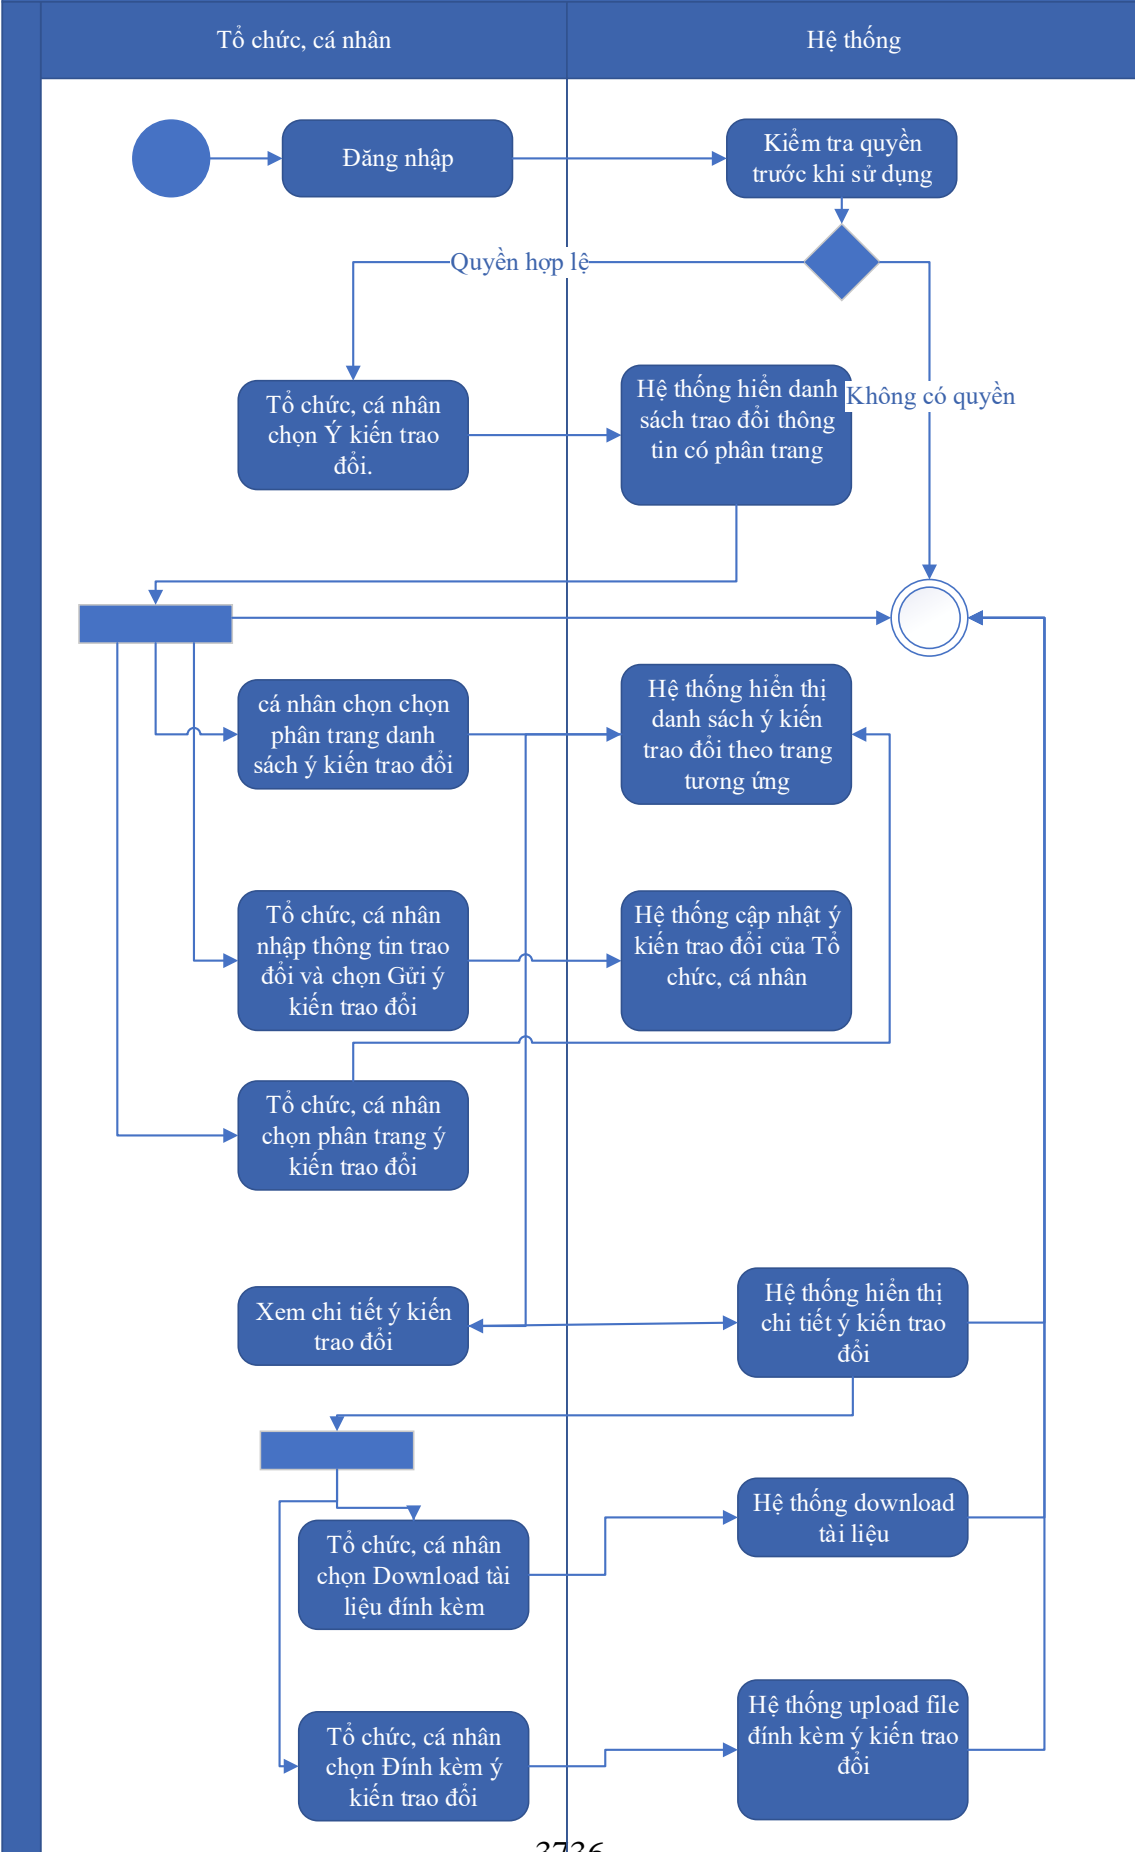 Tổ chức, cá nhân
Hệ thống
Đăng nhập
Kiểm tra quyền
trước khi sử dụng
Quyền hợp lệ
Không có quyền
Tổ chức, cá nhân
chọn Ý kiến trao
đổi.
Hệ thống hiển danh
sách trao đổi thông
tin có phân trang
cá nhân chọn chọn
phân trang danh
sách ý kiến trao đổi
Hệ thống hiển thị
danh sách ý kiến
trao đổi theo trang
tương ứng
Tổ chức, cá nhân
nhập thông tin trao
đổi và chọn Gửi ý
kiến trao đổi
Hệ thống cập nhật ý
kiến trao đổi của Tổ
chức, cá nhân
Tổ chức, cá nhân
chọn phân trang ý
kiến trao đổi
Xem chi tiết ý kiến
trao đổi
Hệ thống hiển thị
chi tiết ý kiến trao
đổi
Tổ chức, cá nhân
chọn Download tài
liệu đính kèm
Hệ thống download
tài liệu
Tổ chức, cá nhân
chọn Đính kèm ý
kiến trao đổi
Hệ thống upload file
đính kèm ý kiến trao
đổi
3736